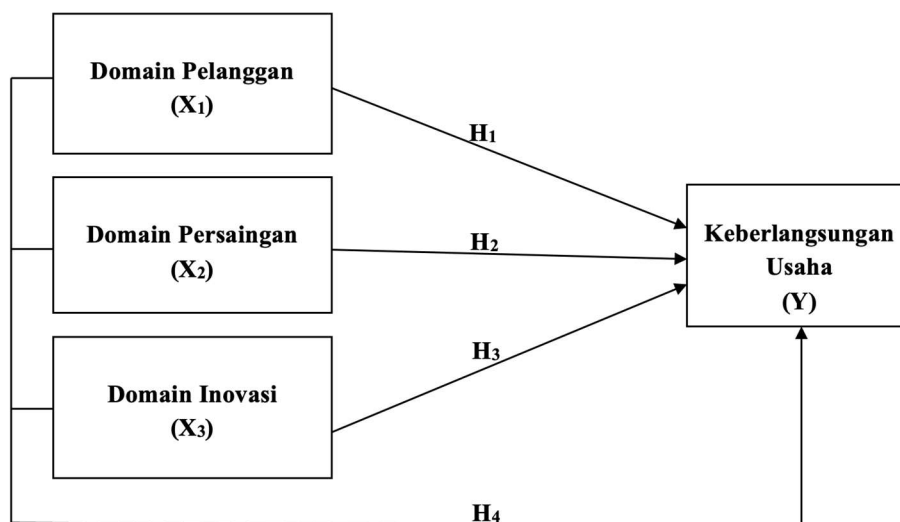 Domain Pelanggan
(X₁)
H₁
Domain Persaingan
(X₂)
H₂
Keberlangsungan
Usaha
(Y)
Domain Inovasi
(X₃)
H₃
H₄